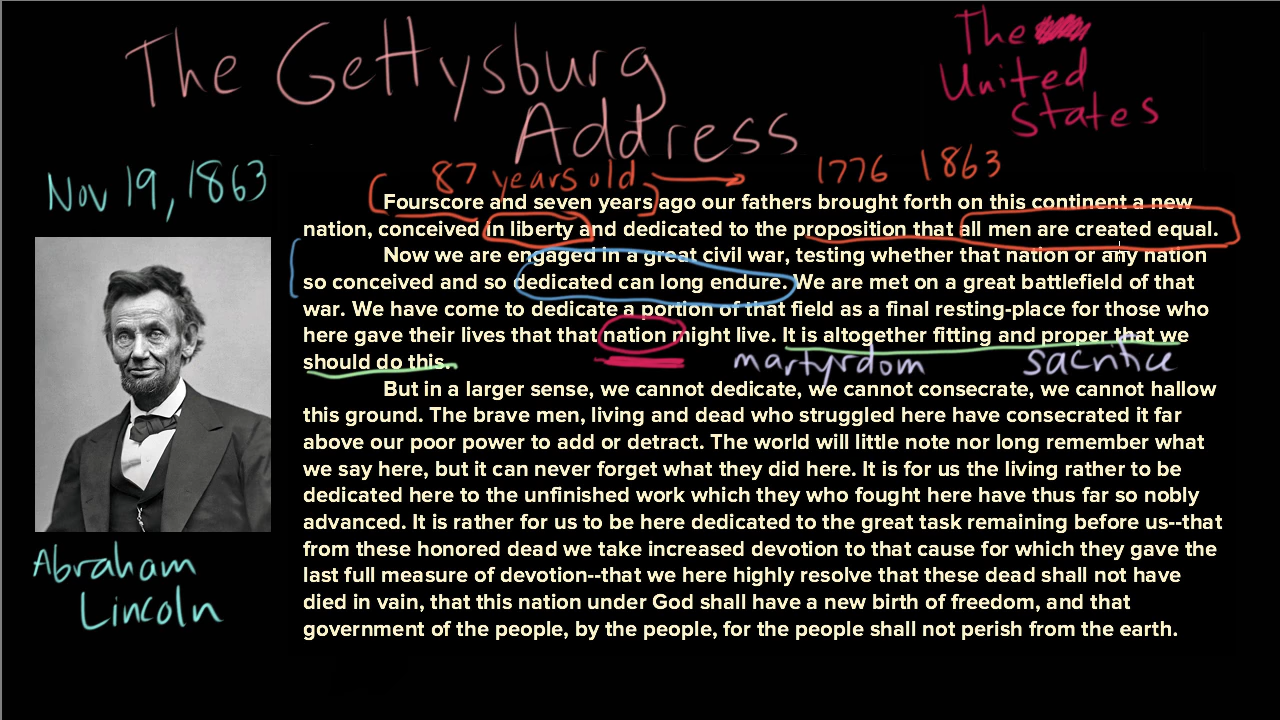 The Gettysburg
Address
The
United
States
Nov 19, 1863
87 years old
1776 1863
Fourscore and seven years ago our fathers brought forth on this continent a new
nation, conceived in liberty and dedicated to the proposition that all men are created equal.
Now we are engaged in a great civil war, testing whether that nation or any nation
so conceived and so dedicated can long endure. We are met on a great battlefield of that
war. We have come to dedicate a portion of that field as a final resting-place for those who
here gave their lives that that nation might live. It is altogether fitting and proper that we
should do this.
martyrdom sacrifice
But in a larger sense, we cannot dedicate, we cannot consecrate, we cannot hallow
this ground. The brave men, living and dead who struggled here have consecrated it far
above our poor power to add or detract. The world will little note nor long remember what
we say here, but it can never forget what they did here. It is for us the living rather to be
dedicated here to the unfinished work which they who fought here have thus far so nobly
advanced. It is rather for us to be here dedicated to the great task remaining before us--that
from these honored dead we take increased devotion to that cause for which they gave the
last full measure of devotion--that we here highly resolve that these dead shall not have
died in vain, that this nation under God shall have a new birth of freedom, and that
government of the people, by the people, for the people shall not perish from the earth.
Abraham
Lincoln